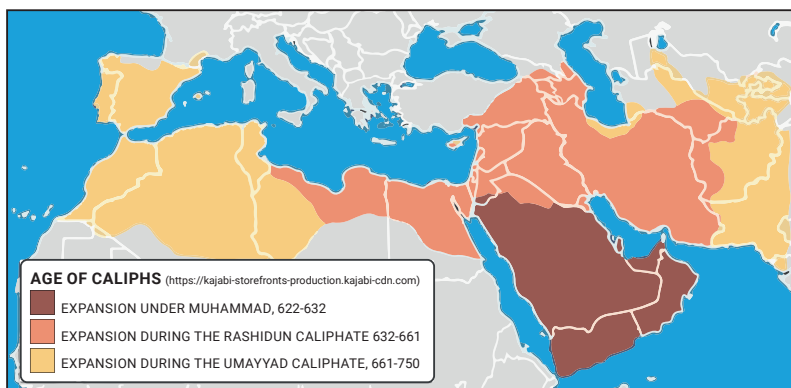 AGE OF CALIPHS (https://kajabi-storefronts-production.kajabi-cdn.com)
EXPANSION UNDER MUHAMMAD, 622-632
EXPANSION DURING THE RASHIDUN CALIPHATE 632-661
EXPANSION DURING THE UMAYYAD CALIPHATE, 661-750